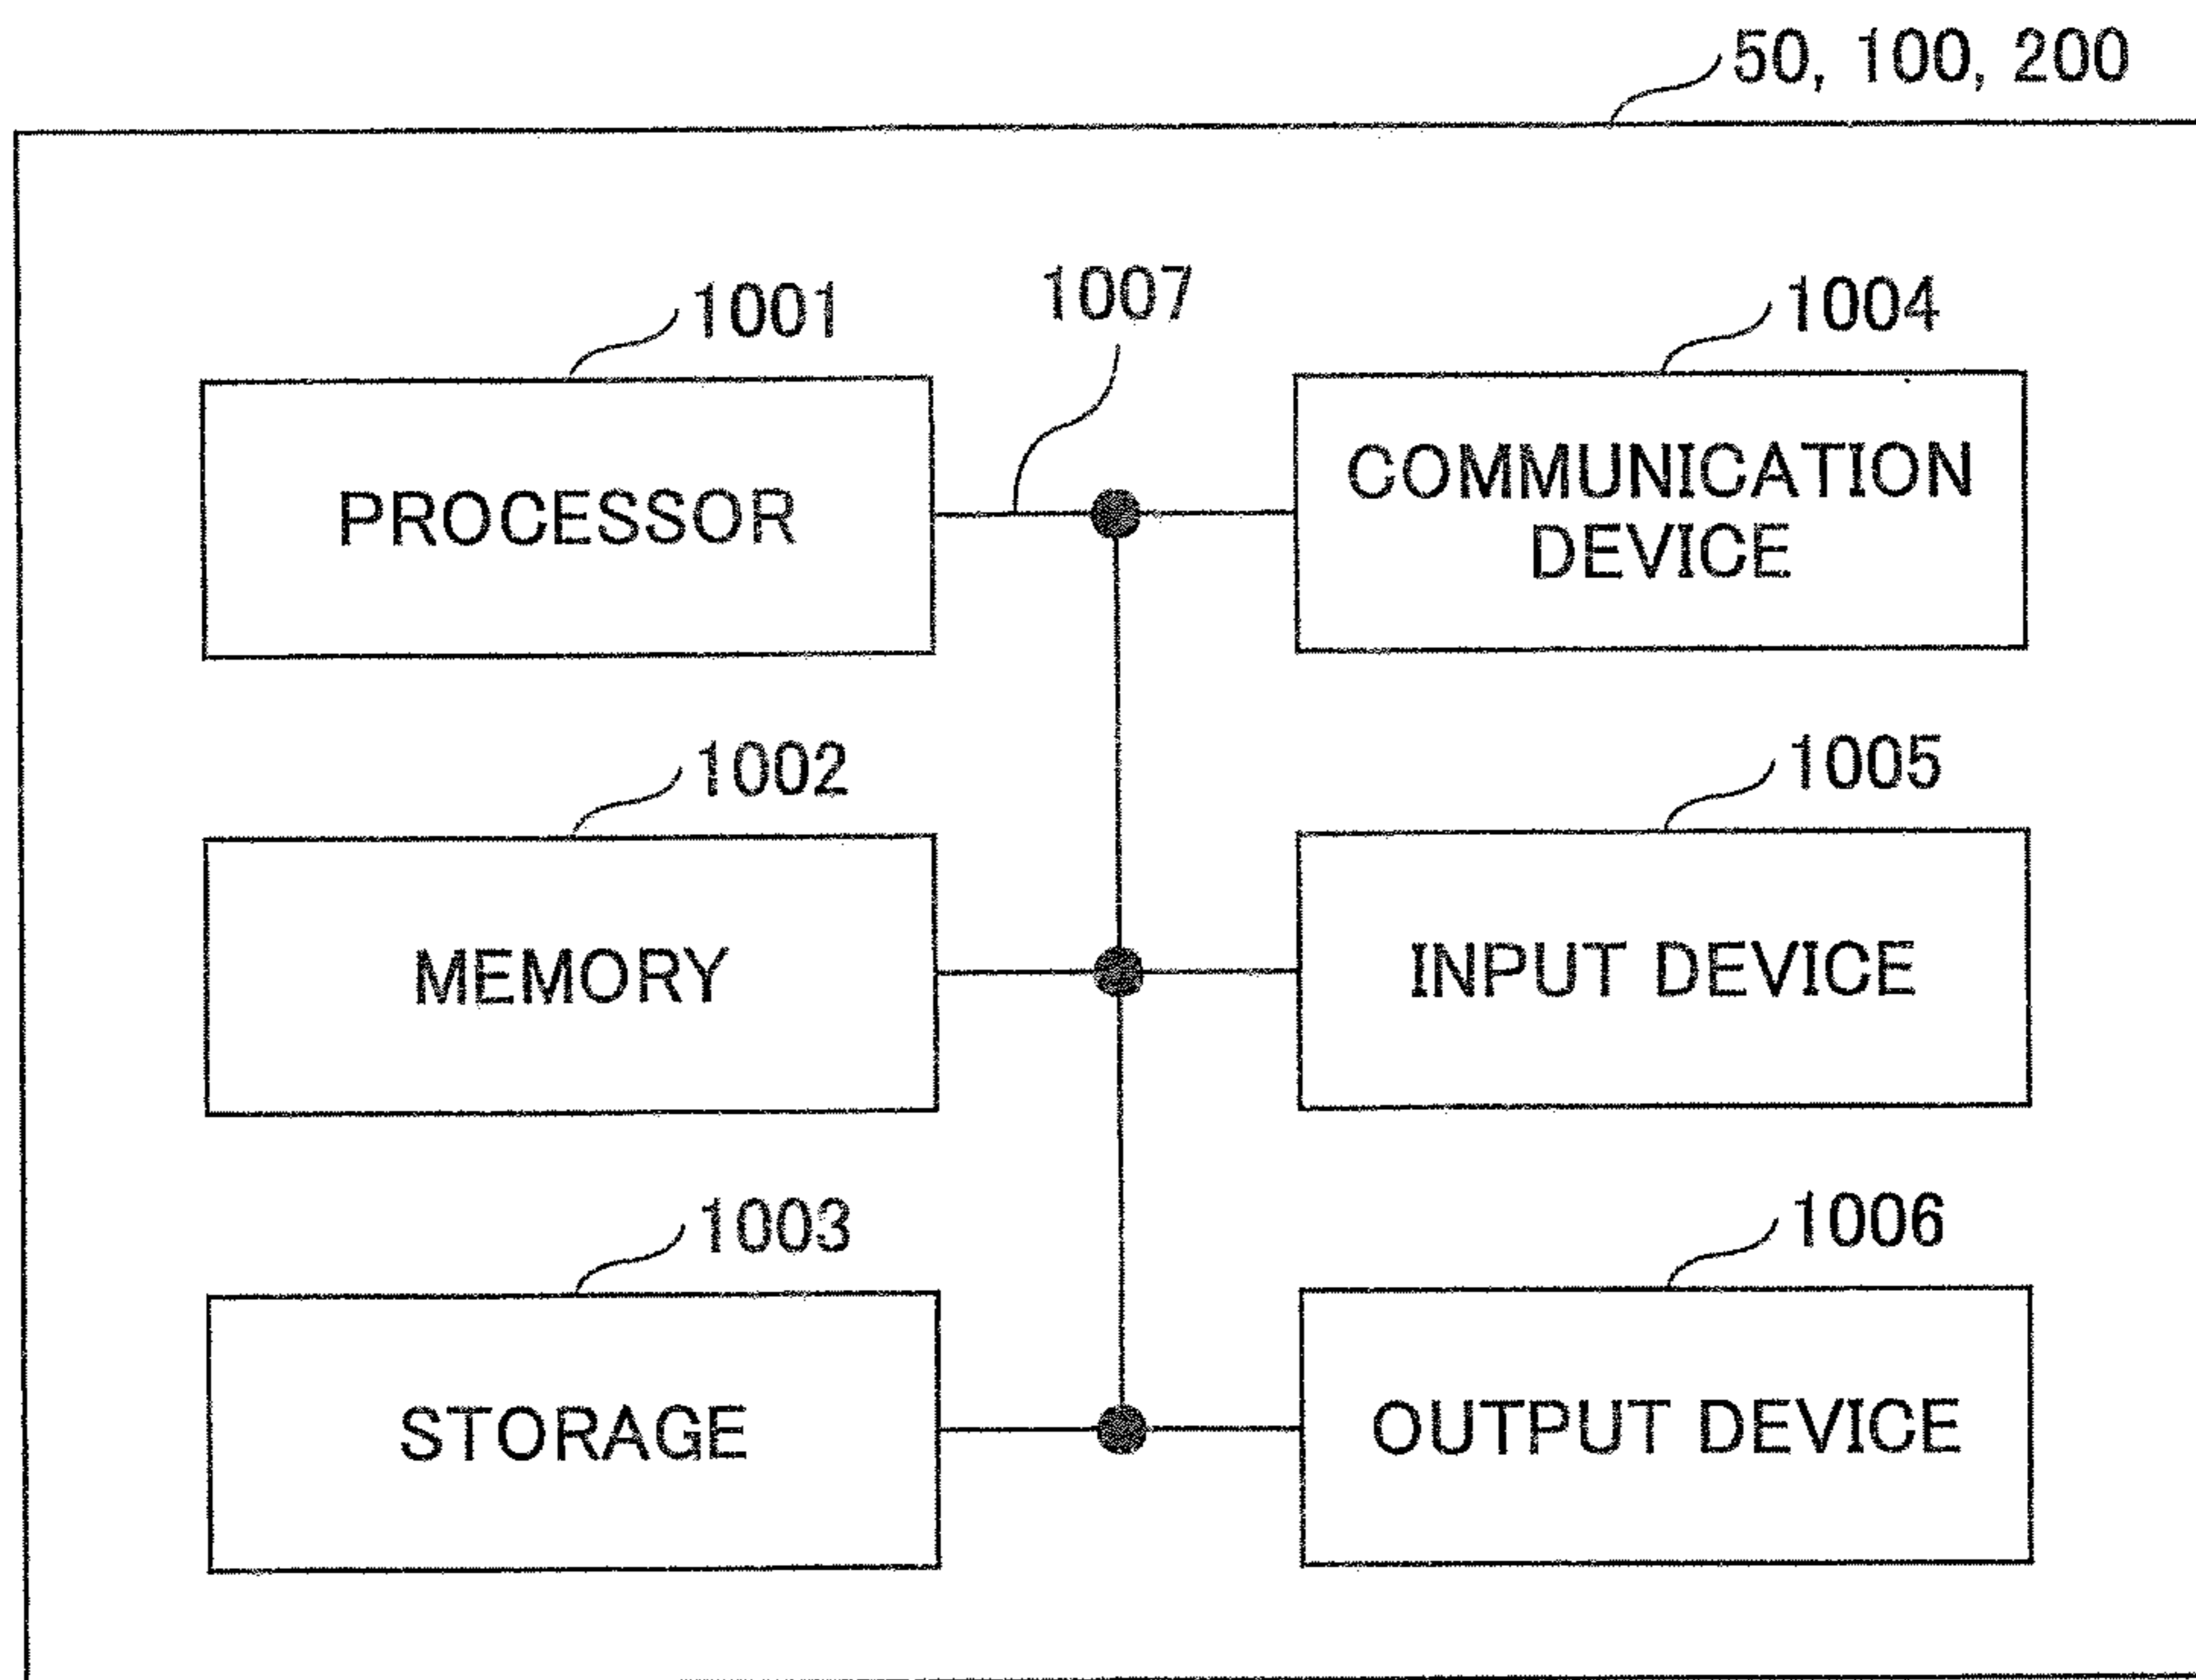 50, 100, 200
1001
1007
1004
PROCESSOR
COMMUNICATION
DEVICE
1002
1005
MEMORY
INPUT DEVICE
1003
1006
STORAGE
OUTPUT DEVICE